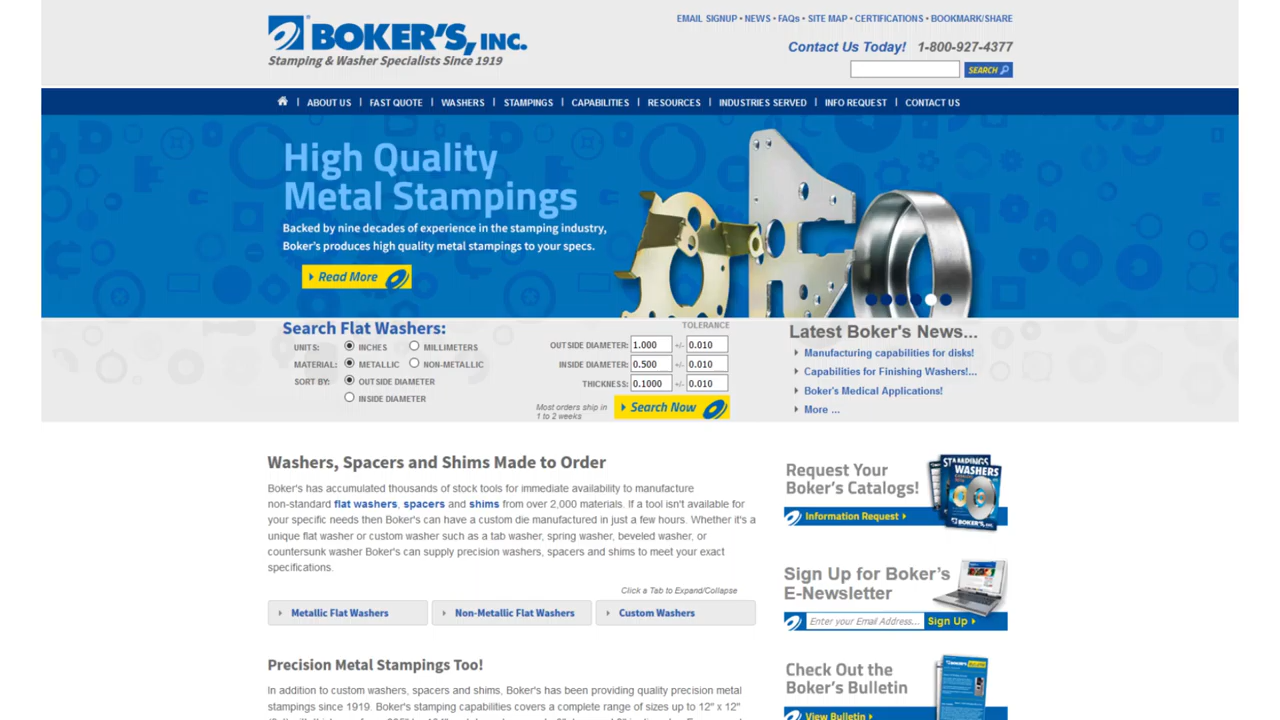 BOKER'S, INC.
Stamping & Washer Specialists Since 1919
EMAIL SIGNUP • NEWS • FAQs • SITE MAP • CERTIFICATIONS • BOOKMARK/SHARE
Contact Us Today! 1-800-927-4377
SEARCH
ABOUT US | FAST QUOTE | WASHERS | STAMPINGS | CAPABILITIES | RESOURCES | INDUSTRIES SERVED | INFO REQUEST | CONTACT US
High Quality
Metal Stampings
Backed by nine decades of experience in the stamping industry,
Boker's produces high quality metal stampings to your specs.
Read More
Search Flat Washers:
UNITS: INCHES MILLIMETERS
MATERIAL: METALLIC NON-METALLIC
SORT BY: OUTSIDE DIAMETER
INSIDE DIAMETER
TOLERANCE
OUTSIDE DIAMETER: 1.000 +/- 0.010
INSIDE DIAMETER: 0.500 +/- 0.010
THICKNESS: 0.1000 +/- 0.010
Most orders ship in
1 to 2 weeks
Search Now
Latest Boker's News...
Manufacturing capabilities for disks!
Capabilities for Finishing Washers!...
Boker's Medical Applications!
More ...
Washers, Spacers and Shims Made to Order
Boker's has accumulated thousands of stock tools for immediate availability to manufacture
non-standard flat washers, spacers and shims from over 2,000 materials. If a tool isn't available for
your specific needs then Boker's can have a custom die manufactured in just a few hours. Whether it's a
unique flat washer or custom washer such as a tab washer, spring washer, beveled washer, or
countersunk washer Boker's can supply precision washers, spacers and shims to meet your exact
specifications.
Click a Tab to Expand/Collapse
Metallic Flat Washers
Non-Metallic Flat Washers
Custom Washers
Precision Metal Stampings Too!
In addition to custom washers, spacers and shims, Boker's has been providing quality precision metal
stampings since 1919. Boker's stamping capabilities covers a complete range of sizes up to 12" x 12"
Request Your
Boker's Catalogs!
STAMPINGS
WASHERS
BOKER'S, INC.
Information Request
Sign Up for Boker's
E-Newsletter
Enter your Email Address...
Sign Up
Check Out the
Boker's Bulletin
BOKER'S
View Bulletin